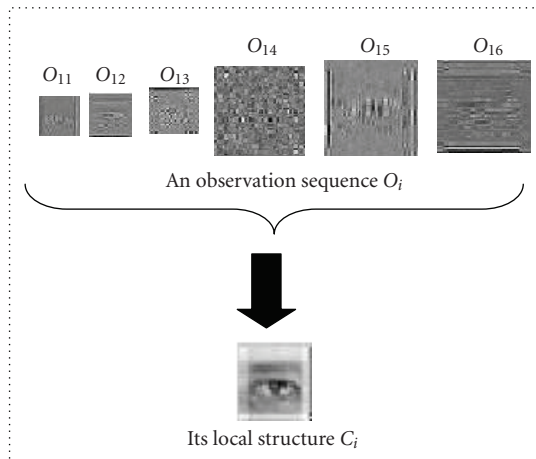 O14 O15 O16
O11 O12 O13
An observation sequence Oi
Its local structure Ci